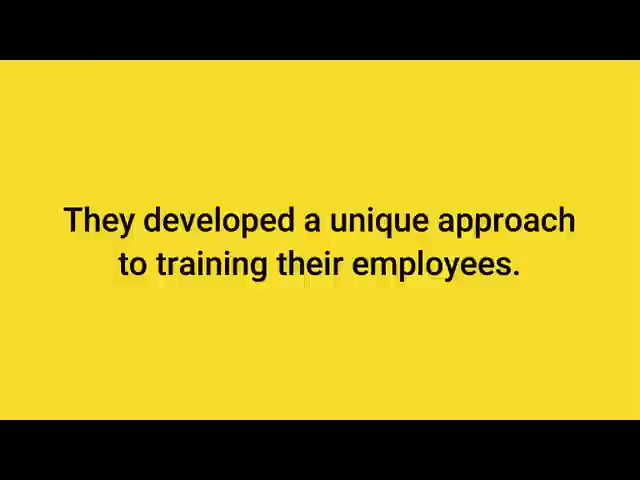 They developed a unique approach
to training their employees.